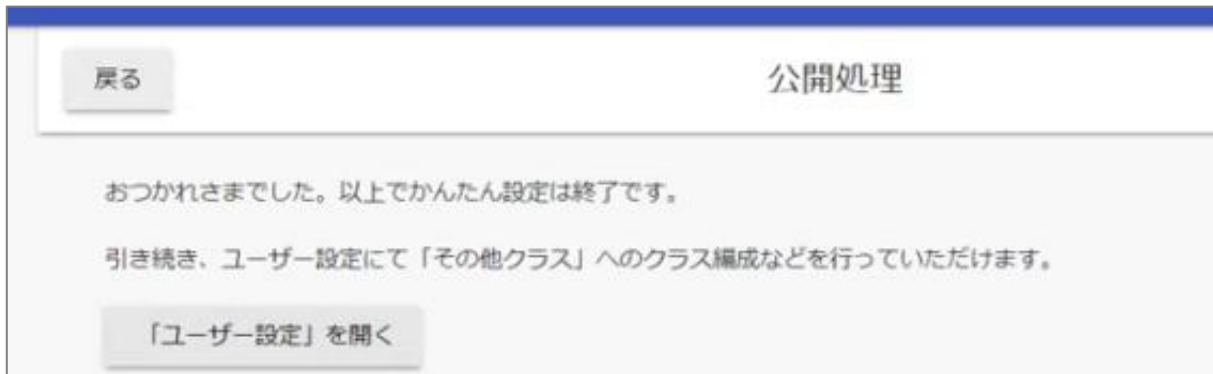 戻る
公開処理
おつかれさまでした。以上でかんたん設定は終了です。
引き続き、ユーザー設定にて「その他クラス」へのクラス編成などを行っていただけます。
「ユーザー設定」を開く